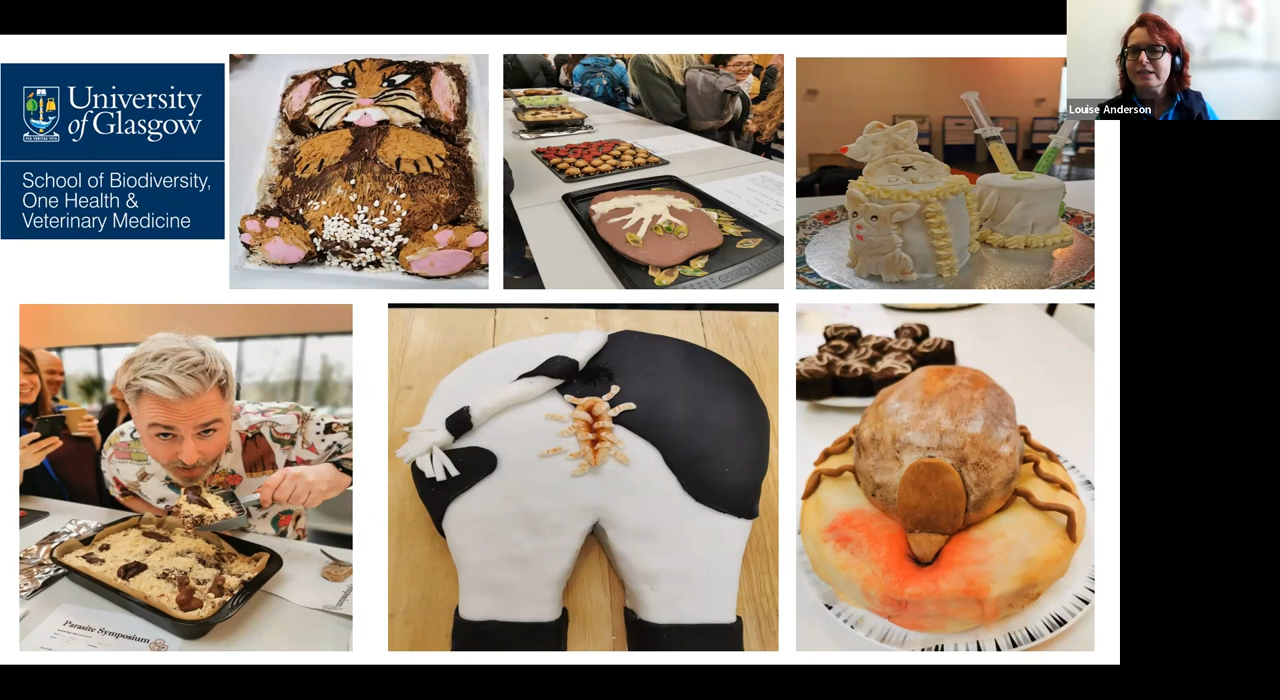 University
of Glasgow
School of Biodiversity,
One Health &
Veterinary Medicine
Louise Anderson
Parasite Symposium